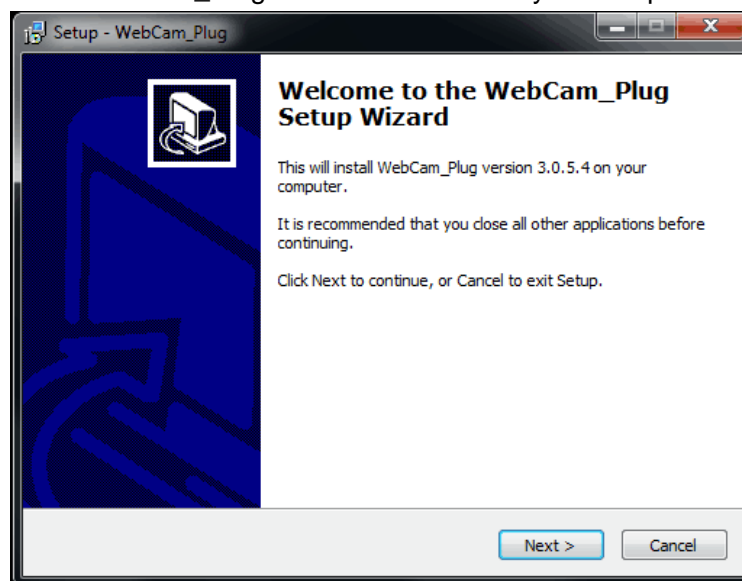 Setup - WebCam_Plug
Welcome to the WebCam_Plug
Setup Wizard
This will install WebCam_Plug version 3.0.5.4 on your
computer.
It is recommended that you close all other applications before
continuing.
Click Next to continue, or Cancel to exit Setup.
Next >
Cancel